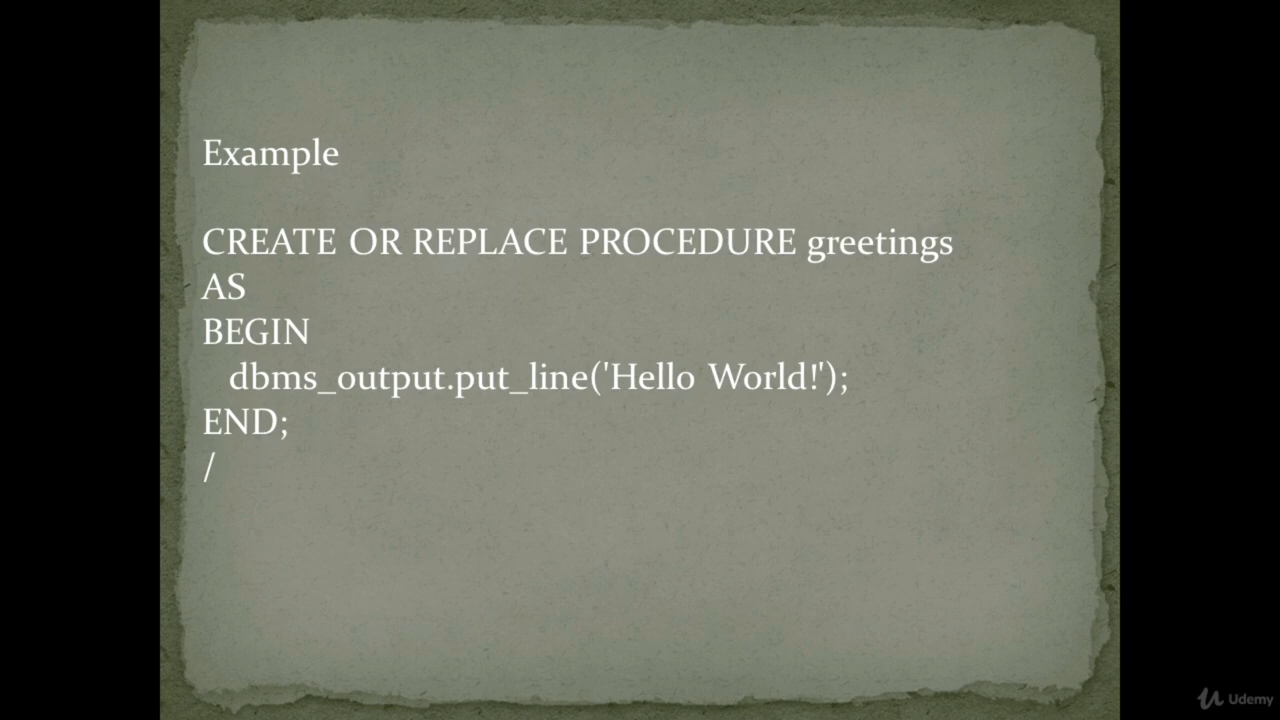 Example
CREATE OR REPLACE PROCEDURE greetings
AS
BEGIN
dbms_output.put_line('Hello World!');
END;
/
Udemy